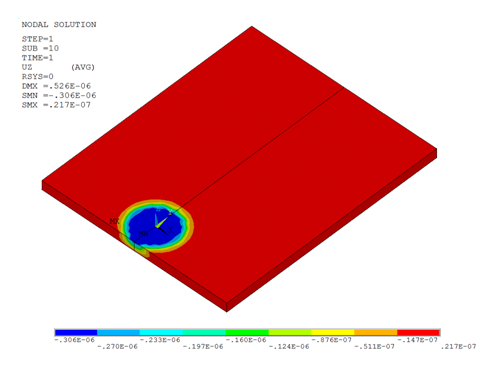 NODAL SOLUTION
STEP=1
SUB =10
TIME=1
UZ (AVG)
RSYS=0
DMX =.526E-06
SMN =-.306E-06
SMX =.217E-07
-.306E-06 -.233E-06 -.160E-06 -.876E-07 -.147E-07
-.270E-06 -.197E-06 -.124E-06 -.511E-07 .217E-07